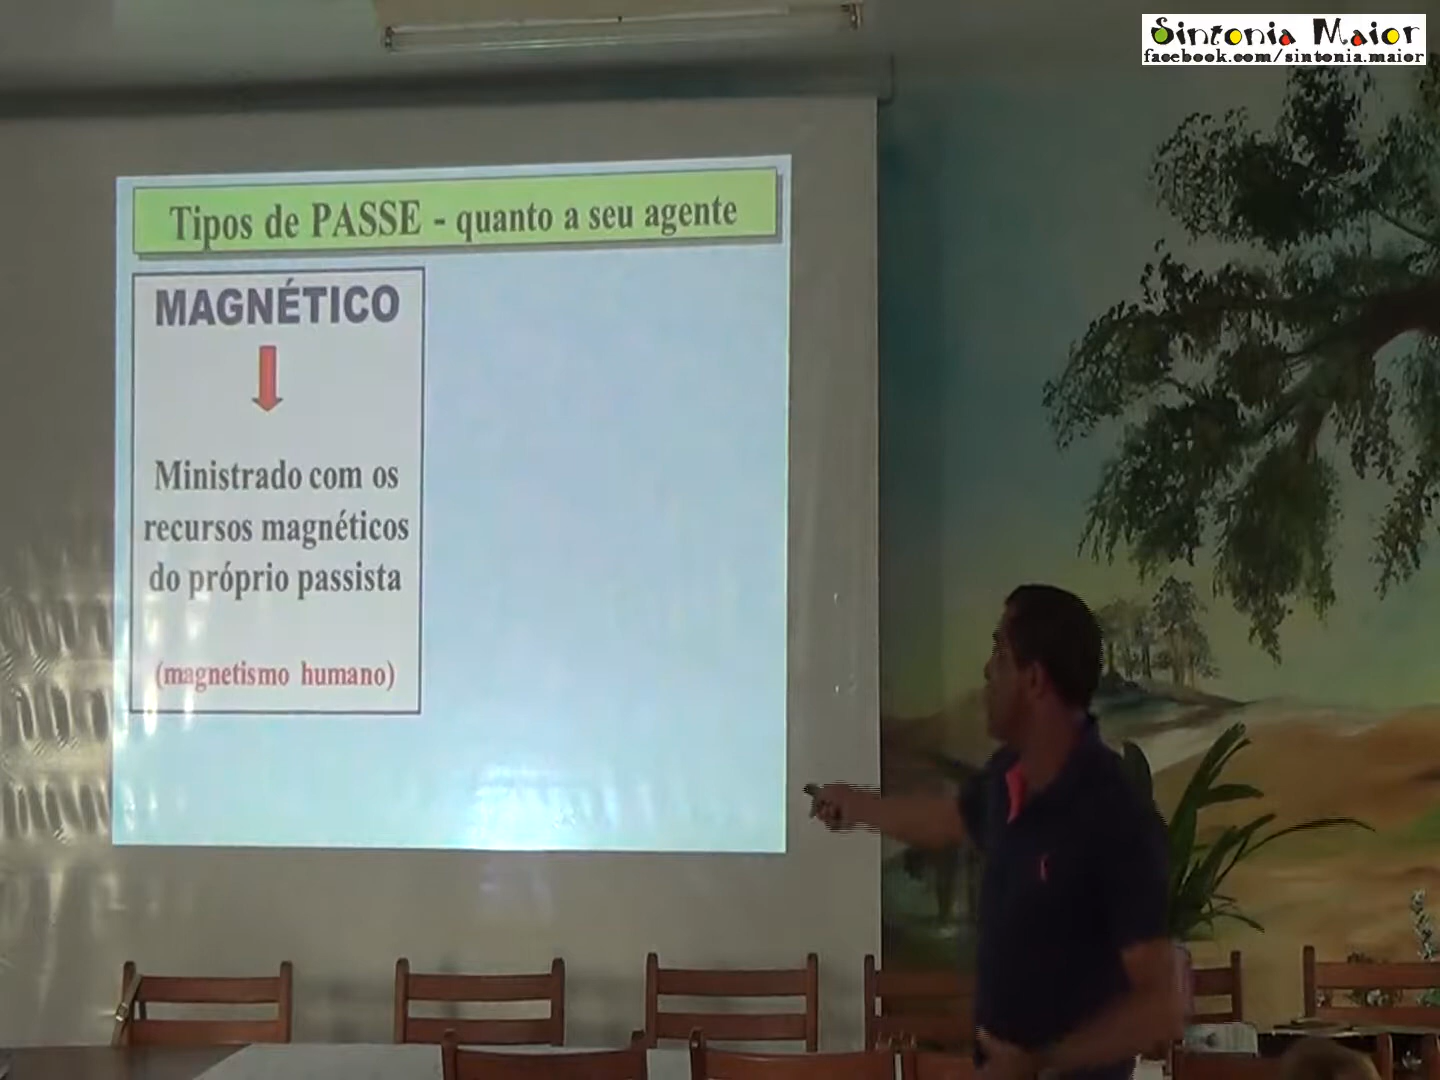 Sintonia Maior
facebook.com/sintonia.maior
Tipos de PASSE - quanto a seu agente
MAGNÉTICO
Ministrado com os
recursos magnéticos
do próprio passista
(magnetismo humano)